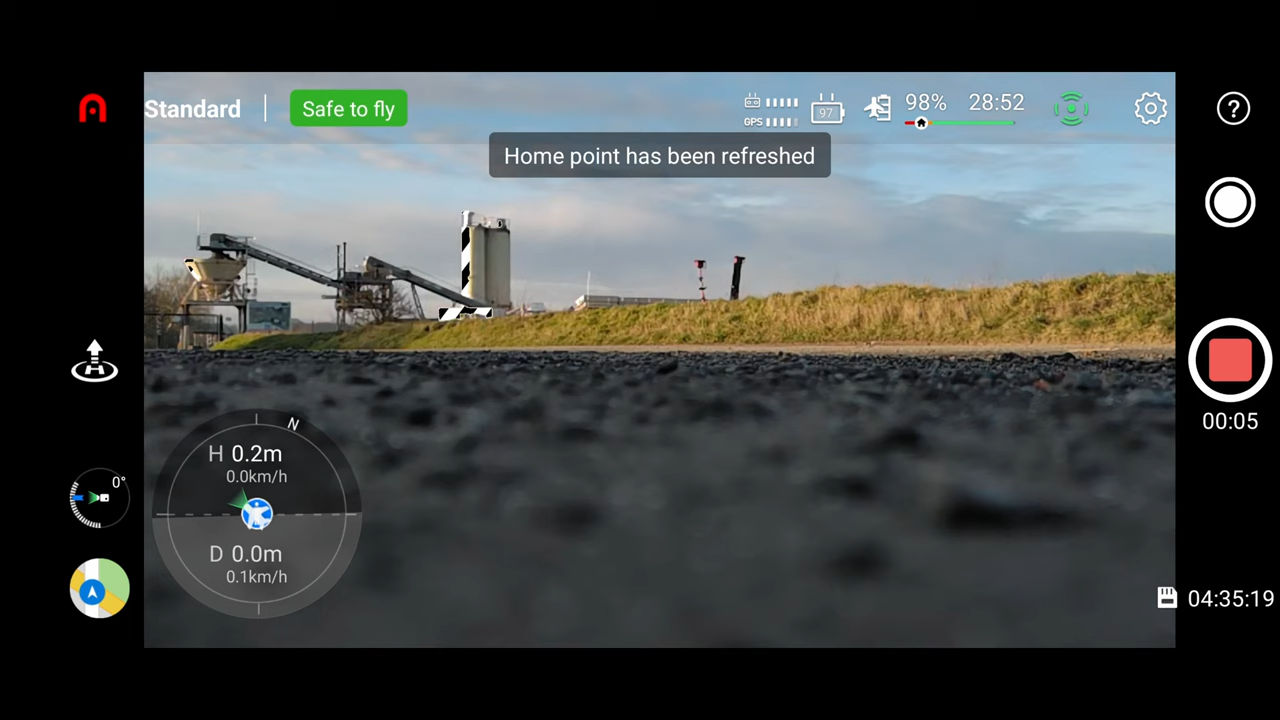 Standard
Safe to fly
GPS
97
98%
28:52
?
Home point has been refreshed
N
H 0.2m
0.0km/h
D 0.0m
0.1km/h
0°
00:05
04:35:19